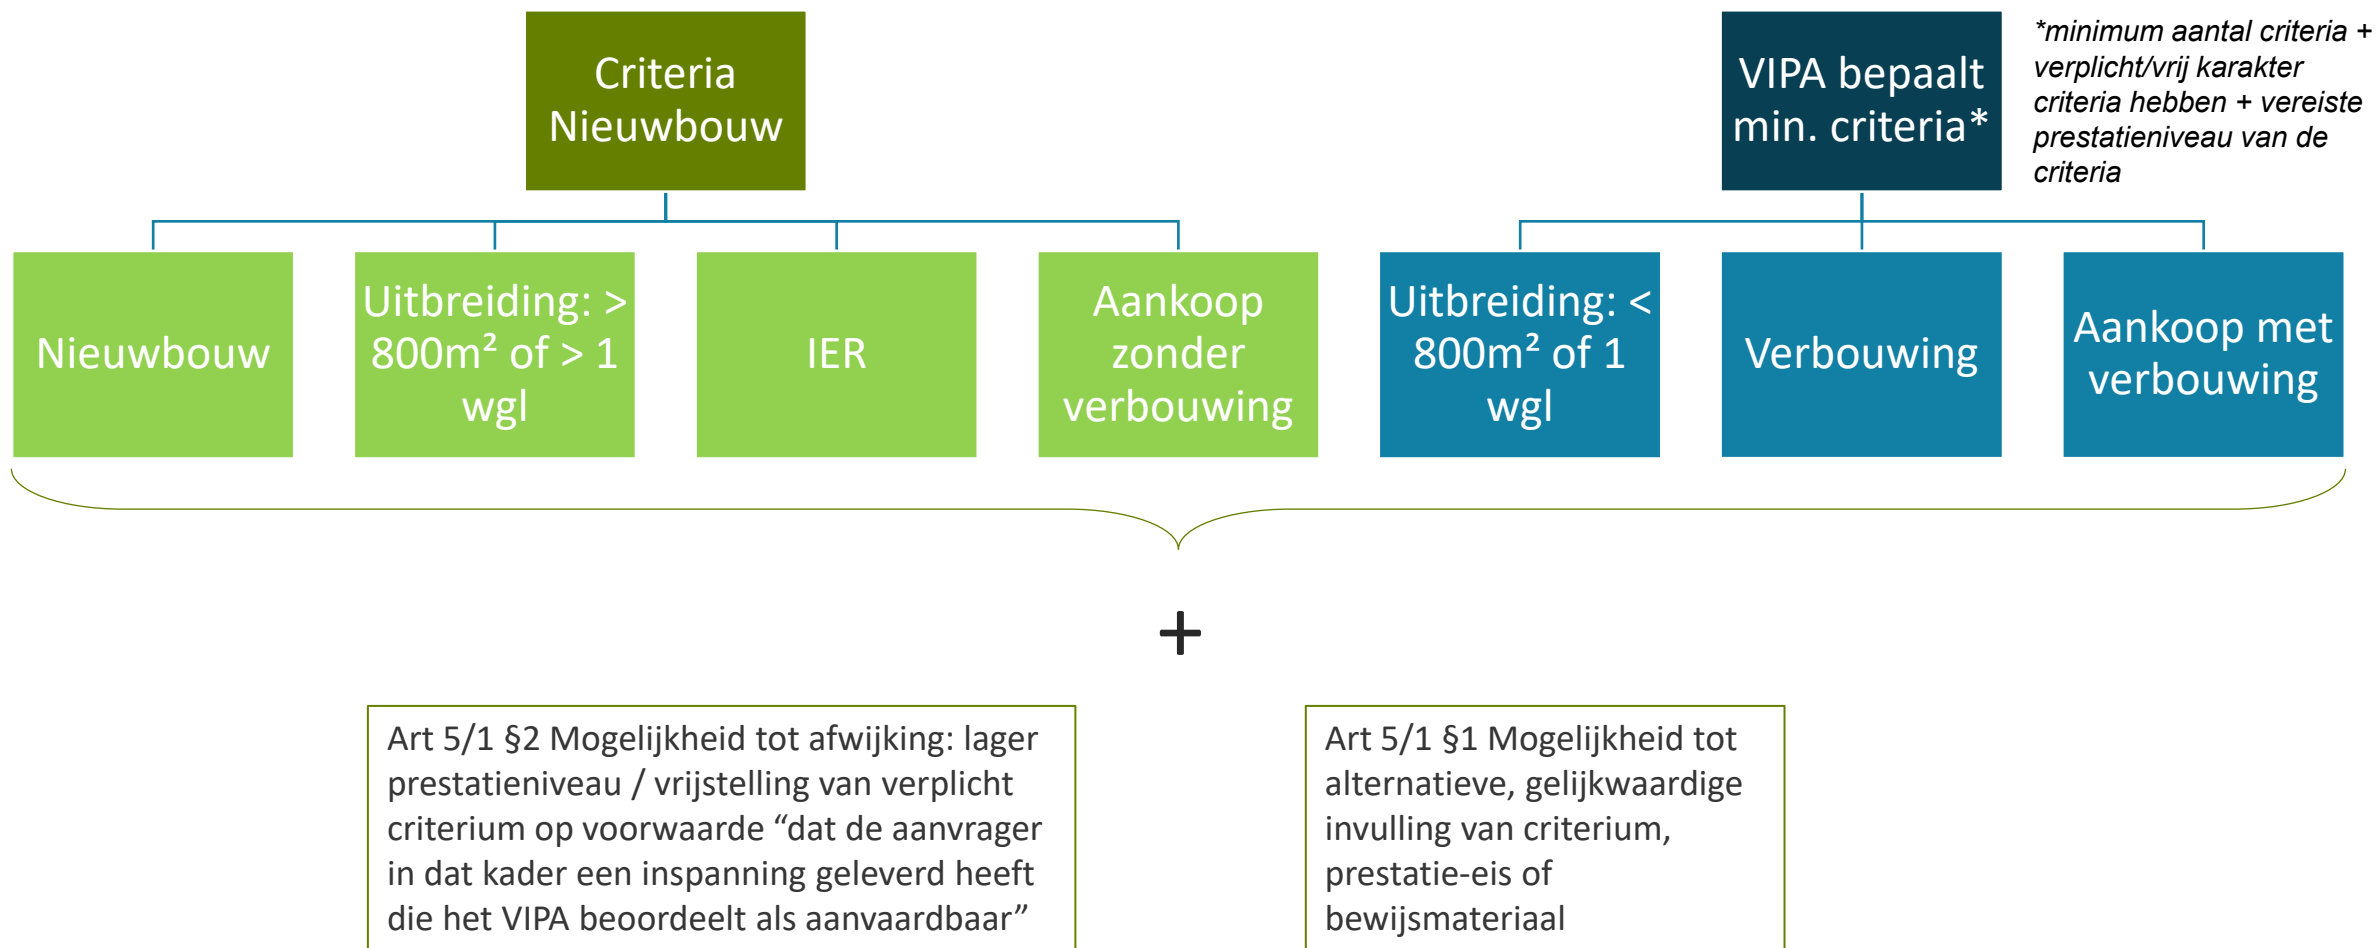 Criteria
Nieuwbouw
VIPA bepaalt
min. criteria*
*minimum aantal criteria +
verplicht/vrij karakter
criteria hebben + vereiste
prestatieniveau van de
criteria
Nieuwbouw
Uitbreiding: >
800m² of > 1
wgl
IER
Aankoop
zonder
verbouwing
Uitbreiding: <
800m² of 1
wgl
Verbouwing
Aankoop met
verbouwing
+
Art 5/1 §2 Mogelijkheid tot afwijking: lager
prestatieniveau / vrijstelling van verplicht
criterium op voorwaarde “dat de aanvrager
in dat kader een inspanning geleverd heeft
die het VIPA beoordeelt als aanvaardbaar”
Art 5/1 §1 Mogelijkheid tot
alternatieve, gelijkwaardige
invulling van criterium,
prestatie-eis of
bewijsmateriaal